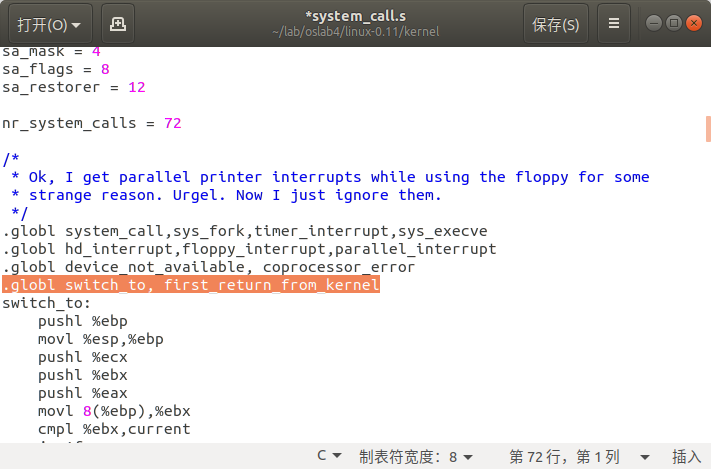 打开(O)
*system_call.s
~/lab/oslab4/linux-0.11/kernel
保存(S)
sa_mask = 4
sa_flags = 8
sa_restorer = 12
nr_system_calls = 72
/*
* Ok, I get parallel printer interrupts while using the floppy for some
* strange reason. Urgel. Now I just ignore them.
*/
.globl system_call,sys_fork,timer_interrupt,sys_execve
.globl hd_interrupt,floppy_interrupt,parallel_interrupt
.globl device_not_available, coprocessor_error
.globl switch_to, first_return_from_kernel
switch_to:
pushl %ebp
movl %esp,%ebp
pushl %ecx
pushl %ebx
pushl %eax
movl 8(%ebp),%ebx
cmpl %ebx,current
C
制表符宽度：8
第 72 行，第 1 列
插入